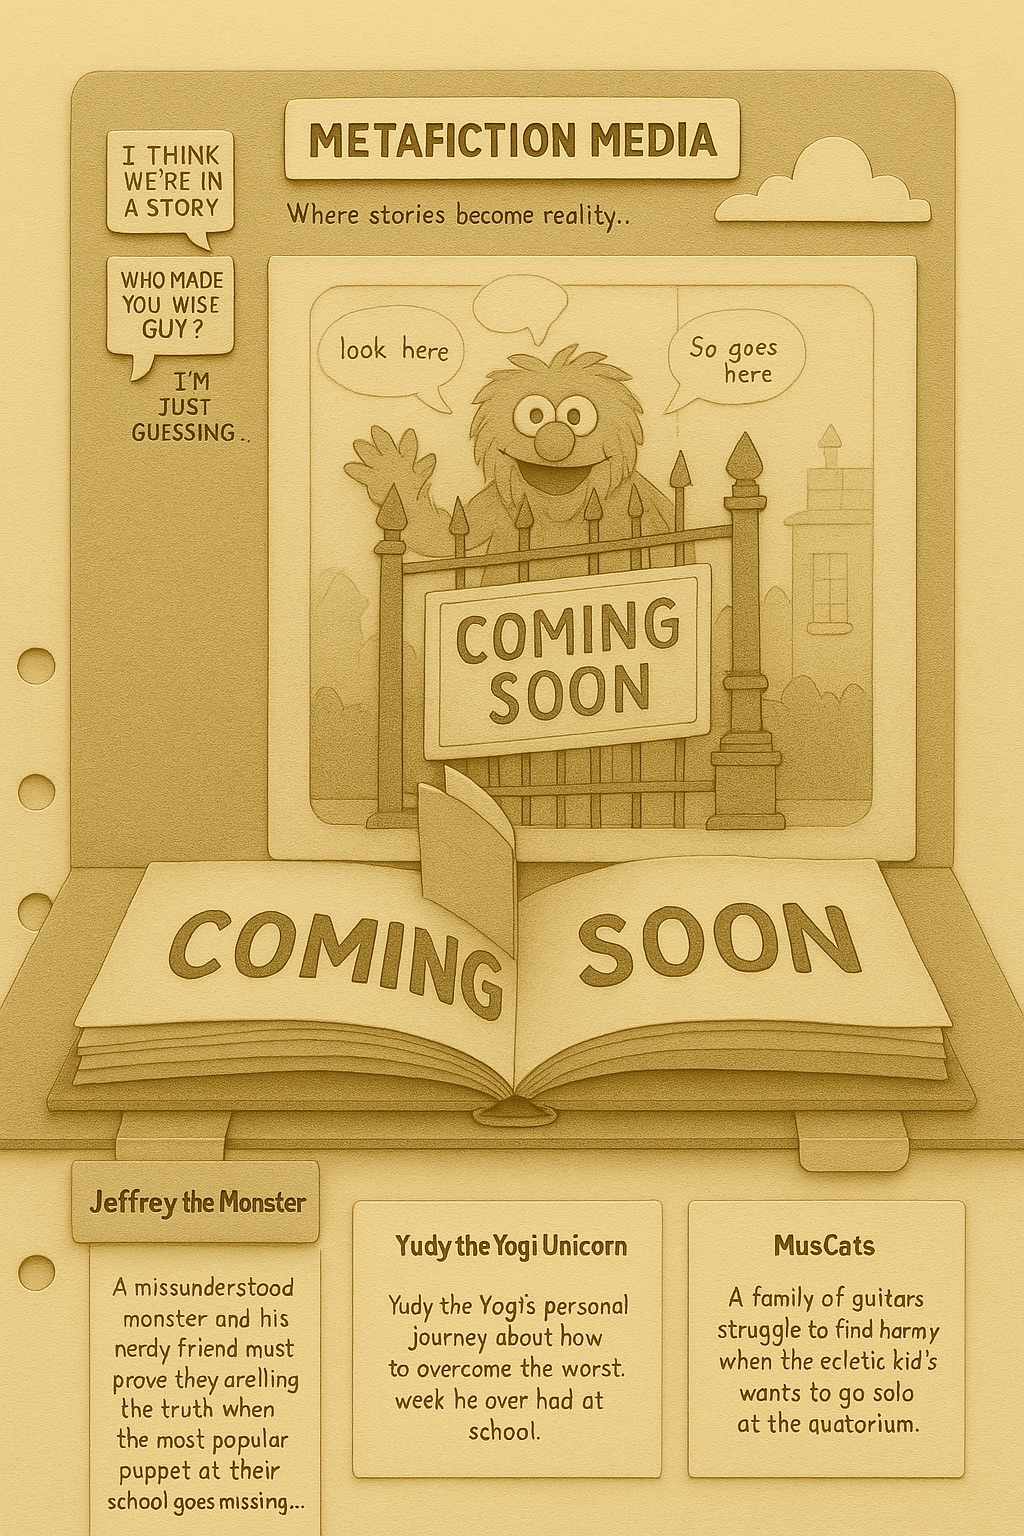 METAFICTION MEDIA
Where stories become reality..
I THINK
WE'RE IN
A STORY
WHO MADE
YOU WISE
GUY?
I'M
JUST
GUESSING..
look here
So goes
here
COMING
SOON
COMING SOON
Jeffrey the Monster
A missunderstood
monster and his
nerdy friend must
prove they arelling
the truth when
the most popular
puppet at their
school goes missing...
Yudy the Yogi Unicorn
Yudy the Yogi's personal
journey about how
to overcome the worst.
week he over had at
school.
MusCats
A family of guitars
struggle to find harmy
when the ecletic kid's
wants to go solo
at the quatorium.